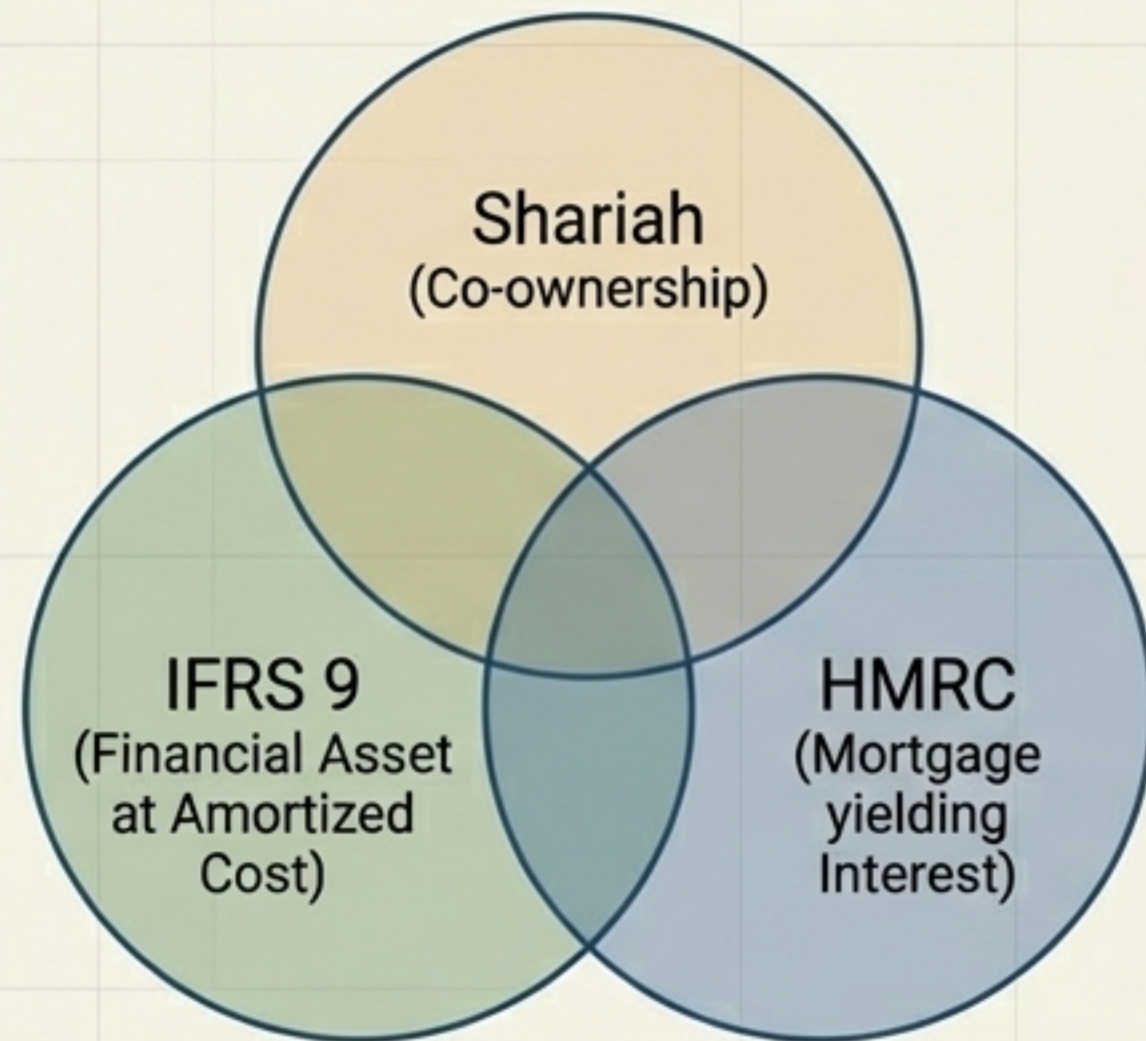 Shariah
(Co-ownership)
IFRS 9
(Financial Asset
at Amortized
Cost)
HMRC
(Mortgage
yielding
Interest)